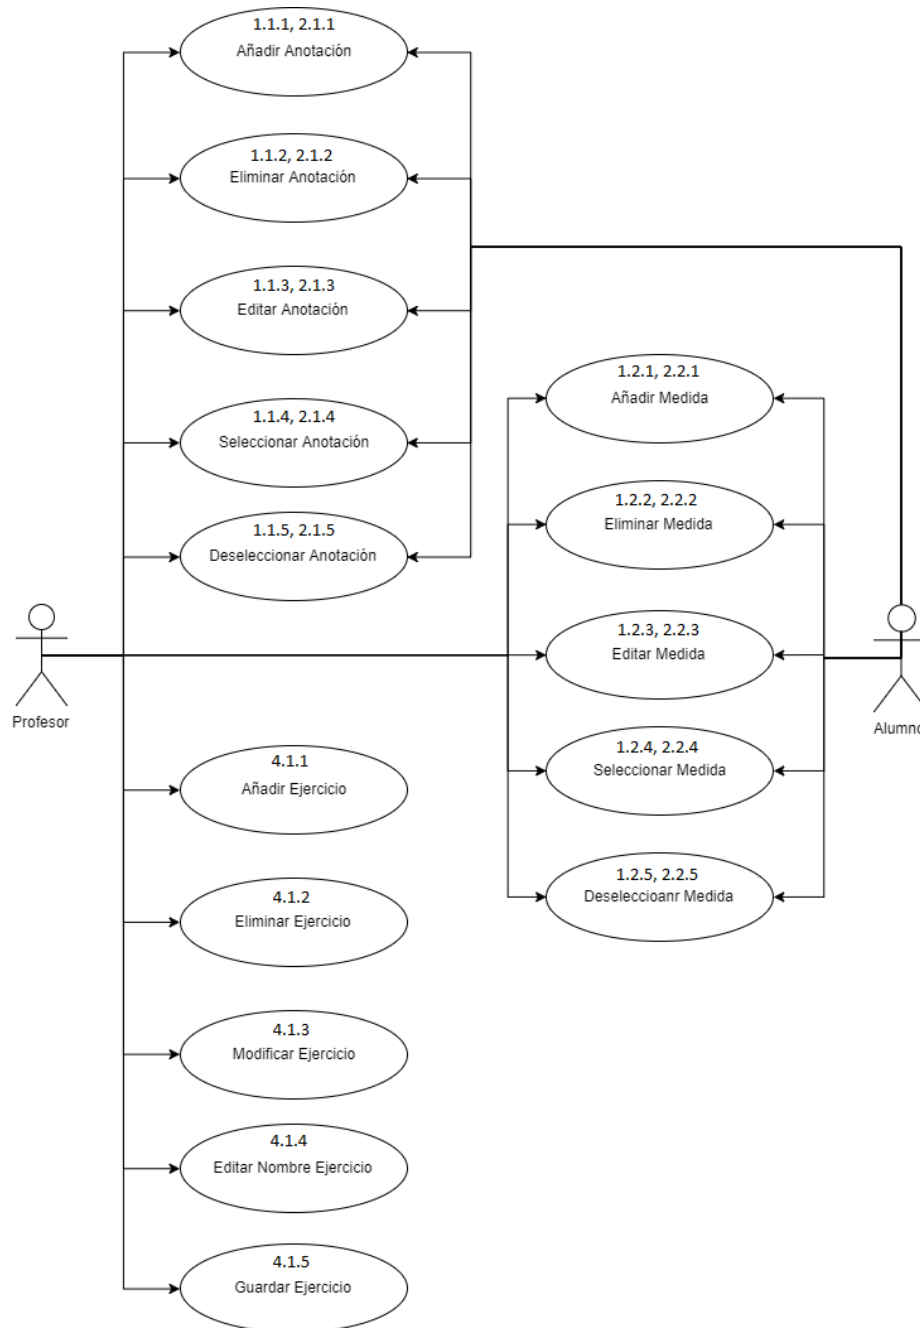 1.1.1, 2.1.1
Añadir Anotación
1.1.2, 2.1.2
Eliminar Anotación
1.1.3, 2.1.3
Editar Anotación
1.1.4, 2.1.4
Seleccionar Anotación
1.1.5, 2.1.5
Deseleccionar Anotación
1.2.1, 2.2.1
Añadir Medida
1.2.2, 2.2.2
Eliminar Medida
1.2.3, 2.2.3
Editar Medida
1.2.4, 2.2.4
Seleccionar Medida
1.2.5, 2.2.5
Deseleccioanr Medida
Profesor
Alumno
4.1.1
Añadir Ejercicio
4.1.2
Eliminar Ejercicio
4.1.3
Modificar Ejercicio
4.1.4
Editar Nombre Ejercicio
4.1.5
Guardar Ejercicio